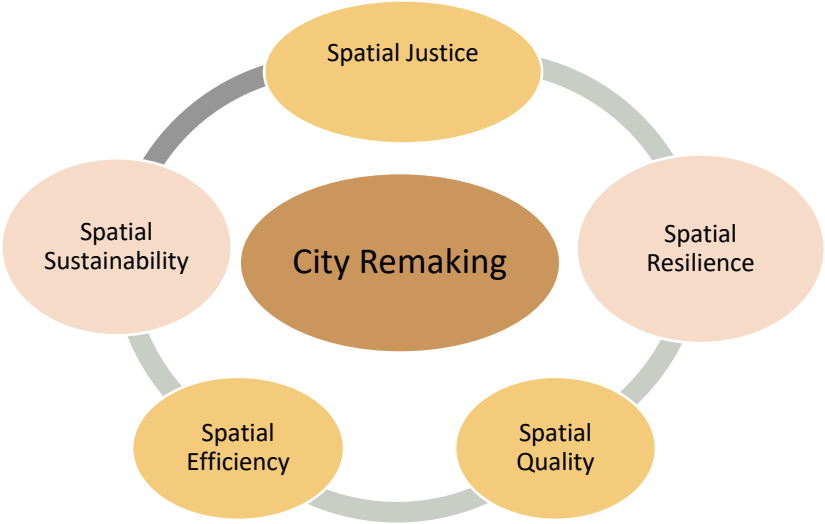 Spatial Justice
Spatial
Resilience
Spatial
Quality
Spatial
Efficiency
Spatial
Sustainability
City Remaking